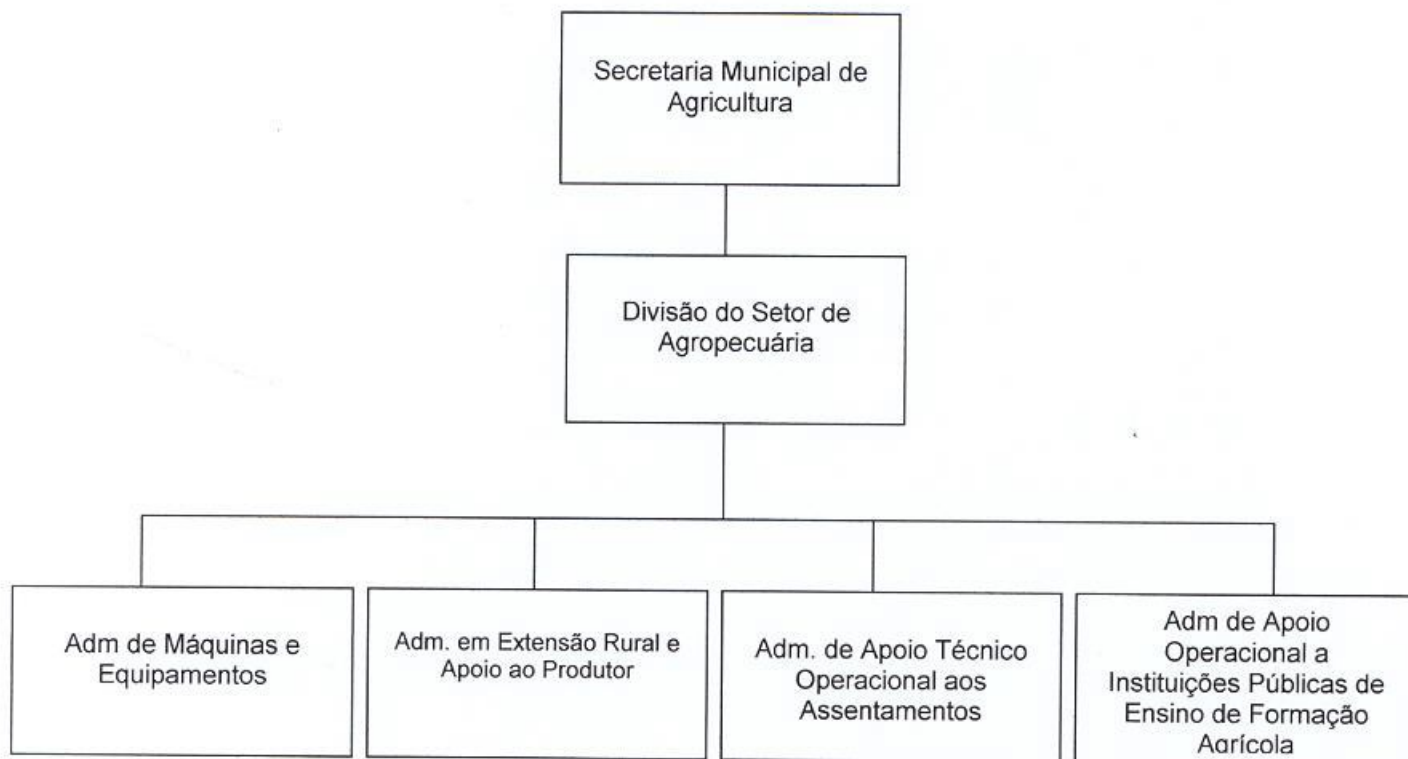 Secretaria Municipal de
Agricultura
Divisão do Setor de
Agropecuária
Adm de Máquinas e
Equipamentos
Adm. em Extensão Rural e
Apoio ao Produtor
Adm. de Apoio Técnico
Operacional aos
Assentamentos
Adm de Apoio
Operacional a
Instituições Públicas de
Ensino de Formação
Agrícola